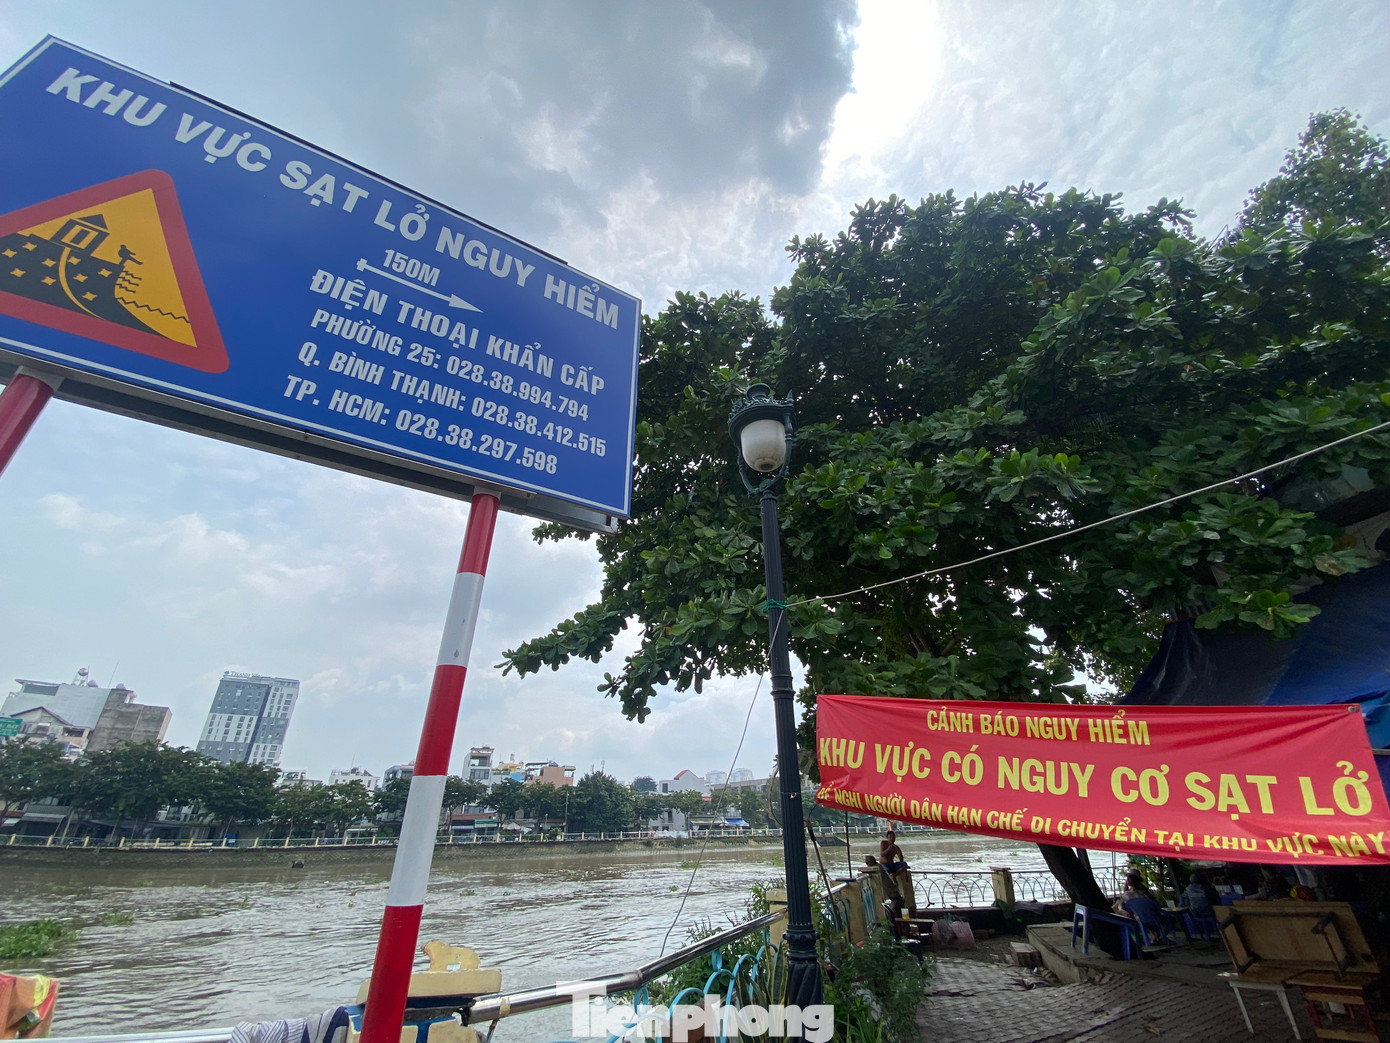 KHU VỰC SẠT LỞ NGUY HIỂM
150M
ĐIỆN THOẠI KHẨN CẤP
PHƯỜNG 25: 028.38.994.794
Q. BÌNH THẠNH: 028.38.412.515
TP. HCM: 028.38.297.598
CẢNH BÁO NGUY HIỂM
KHU VỰC CÓ NGUY CƠ SẠT LỞ
ĐỀ NGHỊ NGƯỜI DÂN HẠN CHẾ DI CHUYỂN TẠI KHU VỰC NÀY
Tienphong